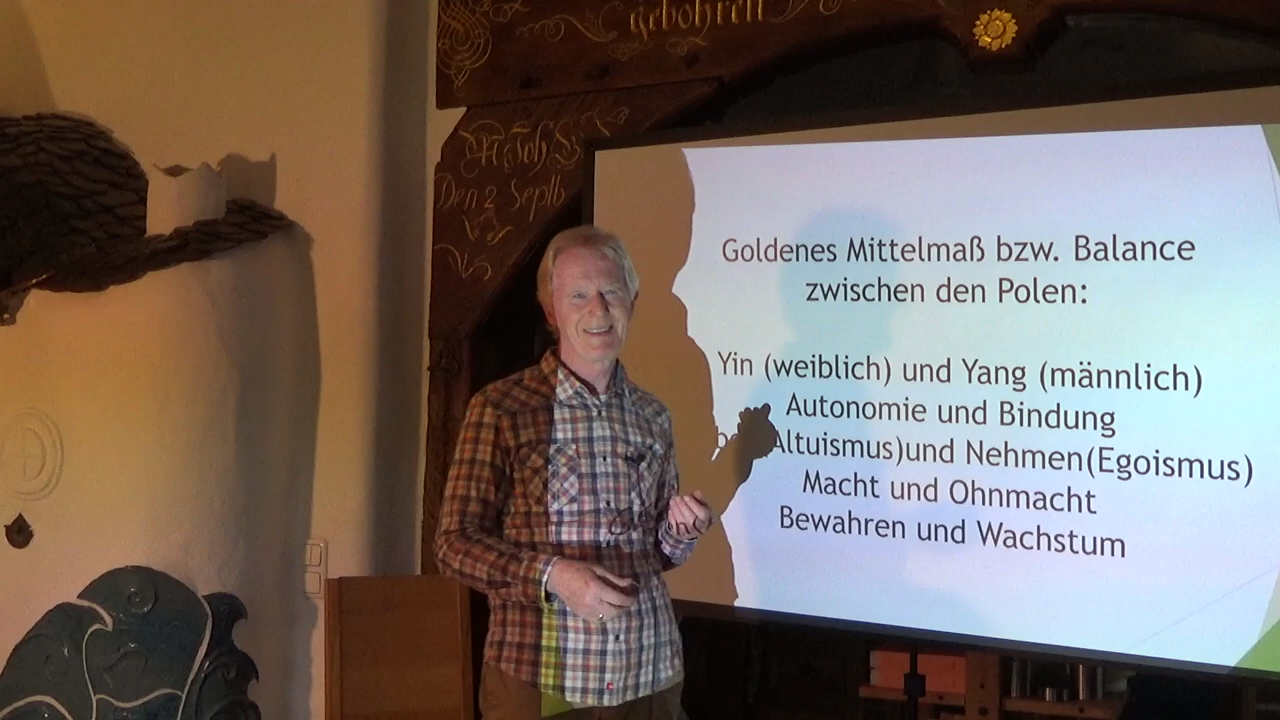 gebohren
M Joh
Den 2 Septb
Goldenes Mittelmaß bzw. Balance
zwischen den Polen:
Yin (weiblich) und Yang (männlich)
Autonomie und Bindung
Altuismus)und Nehmen(Egoismus)
Macht und Ohnmacht
Bewahren und Wachstum